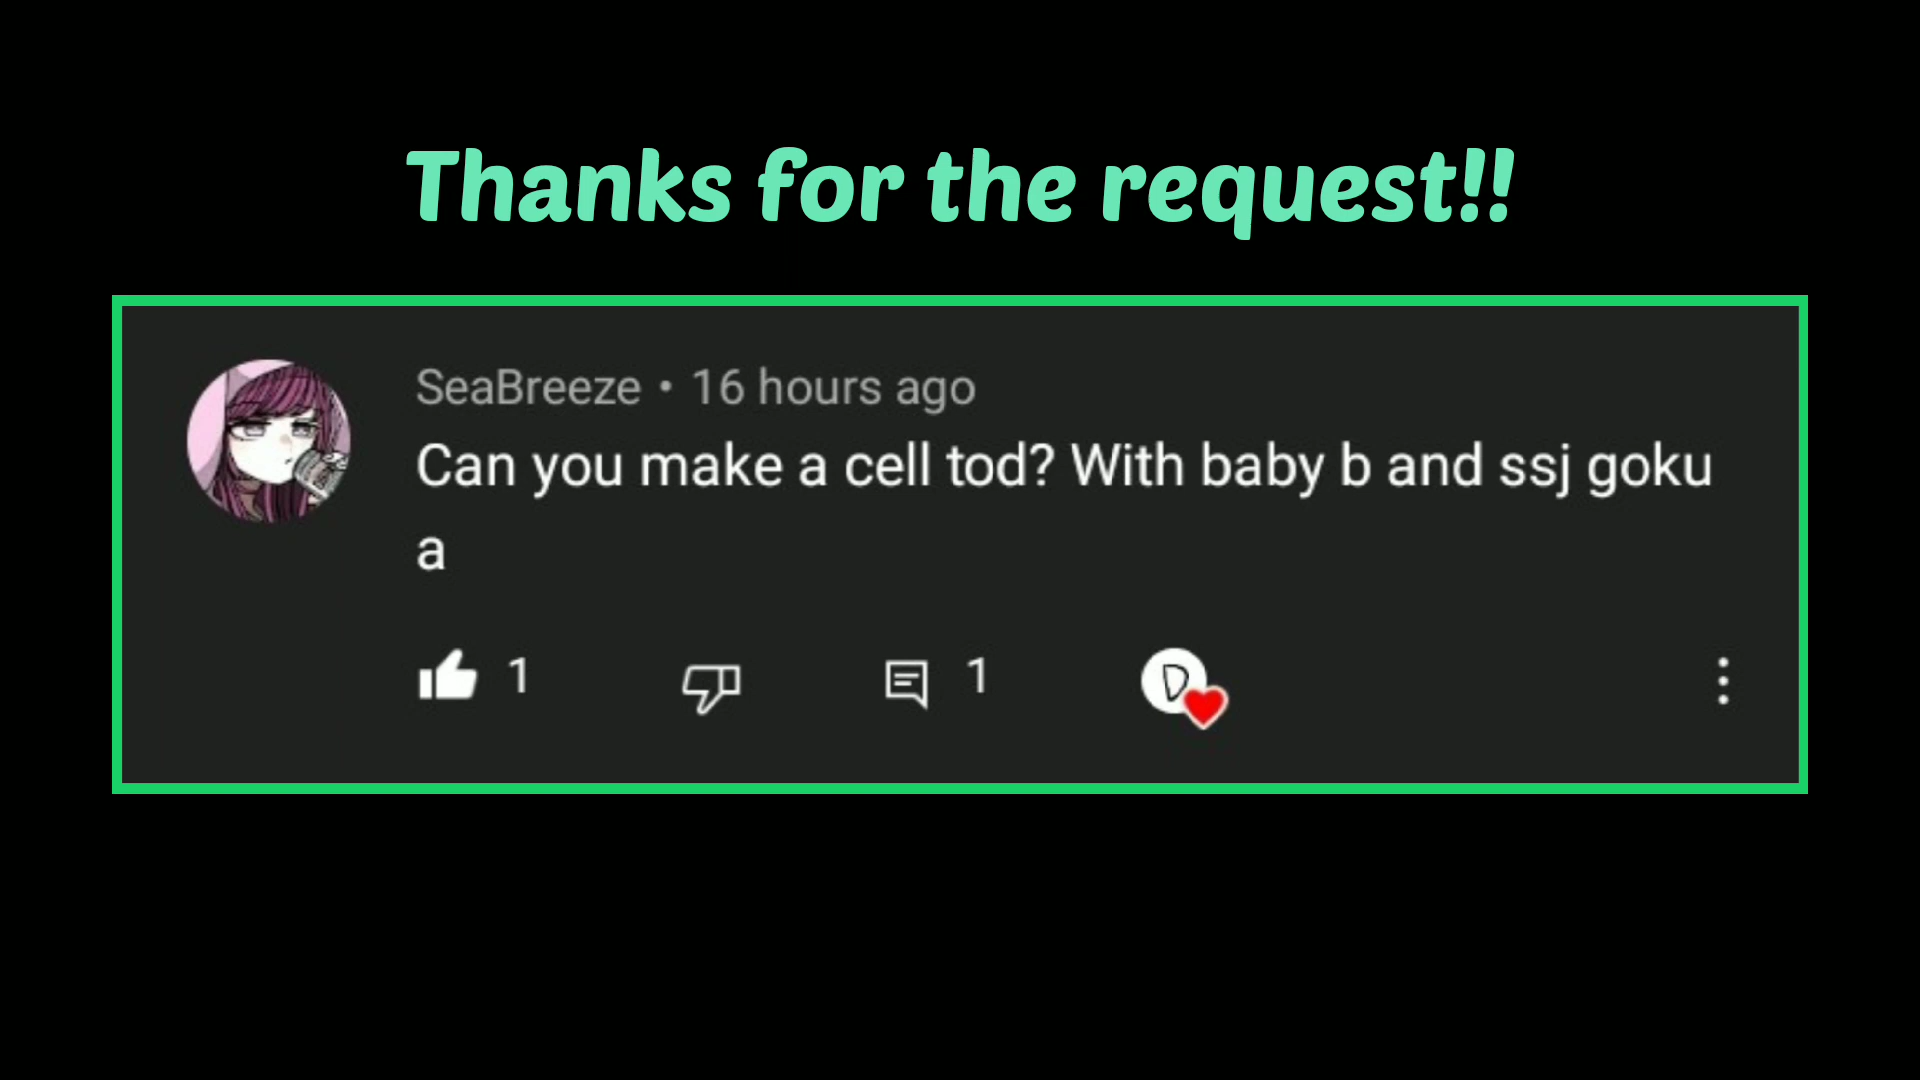 Thanks for the request!!
SeaBreeze • 16 hours ago
Can you make a cell tod? With baby b and ssj goku
a
1
1
D